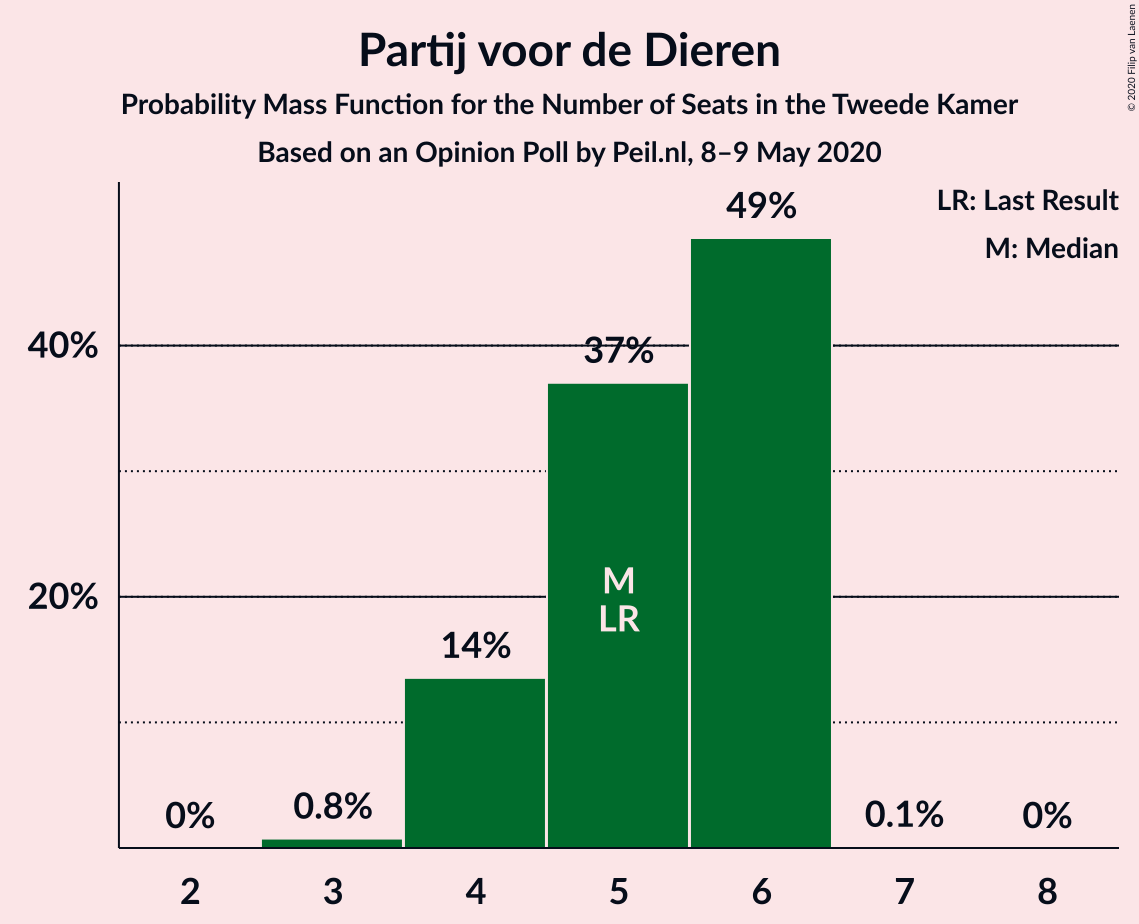 Partij voor de Dieren
Probability Mass Function for the Number of Seats in the Tweede Kamer
Based on an Opinion Poll by Peil.nl, 8–9 May 2020
© 2020 Filip van Laenen
LR: Last Result
M: Median
49%
40%
37%
20%
M
LR
14%
0%
0.8%
0.1%
0%
2 3 4 5 6 7 8